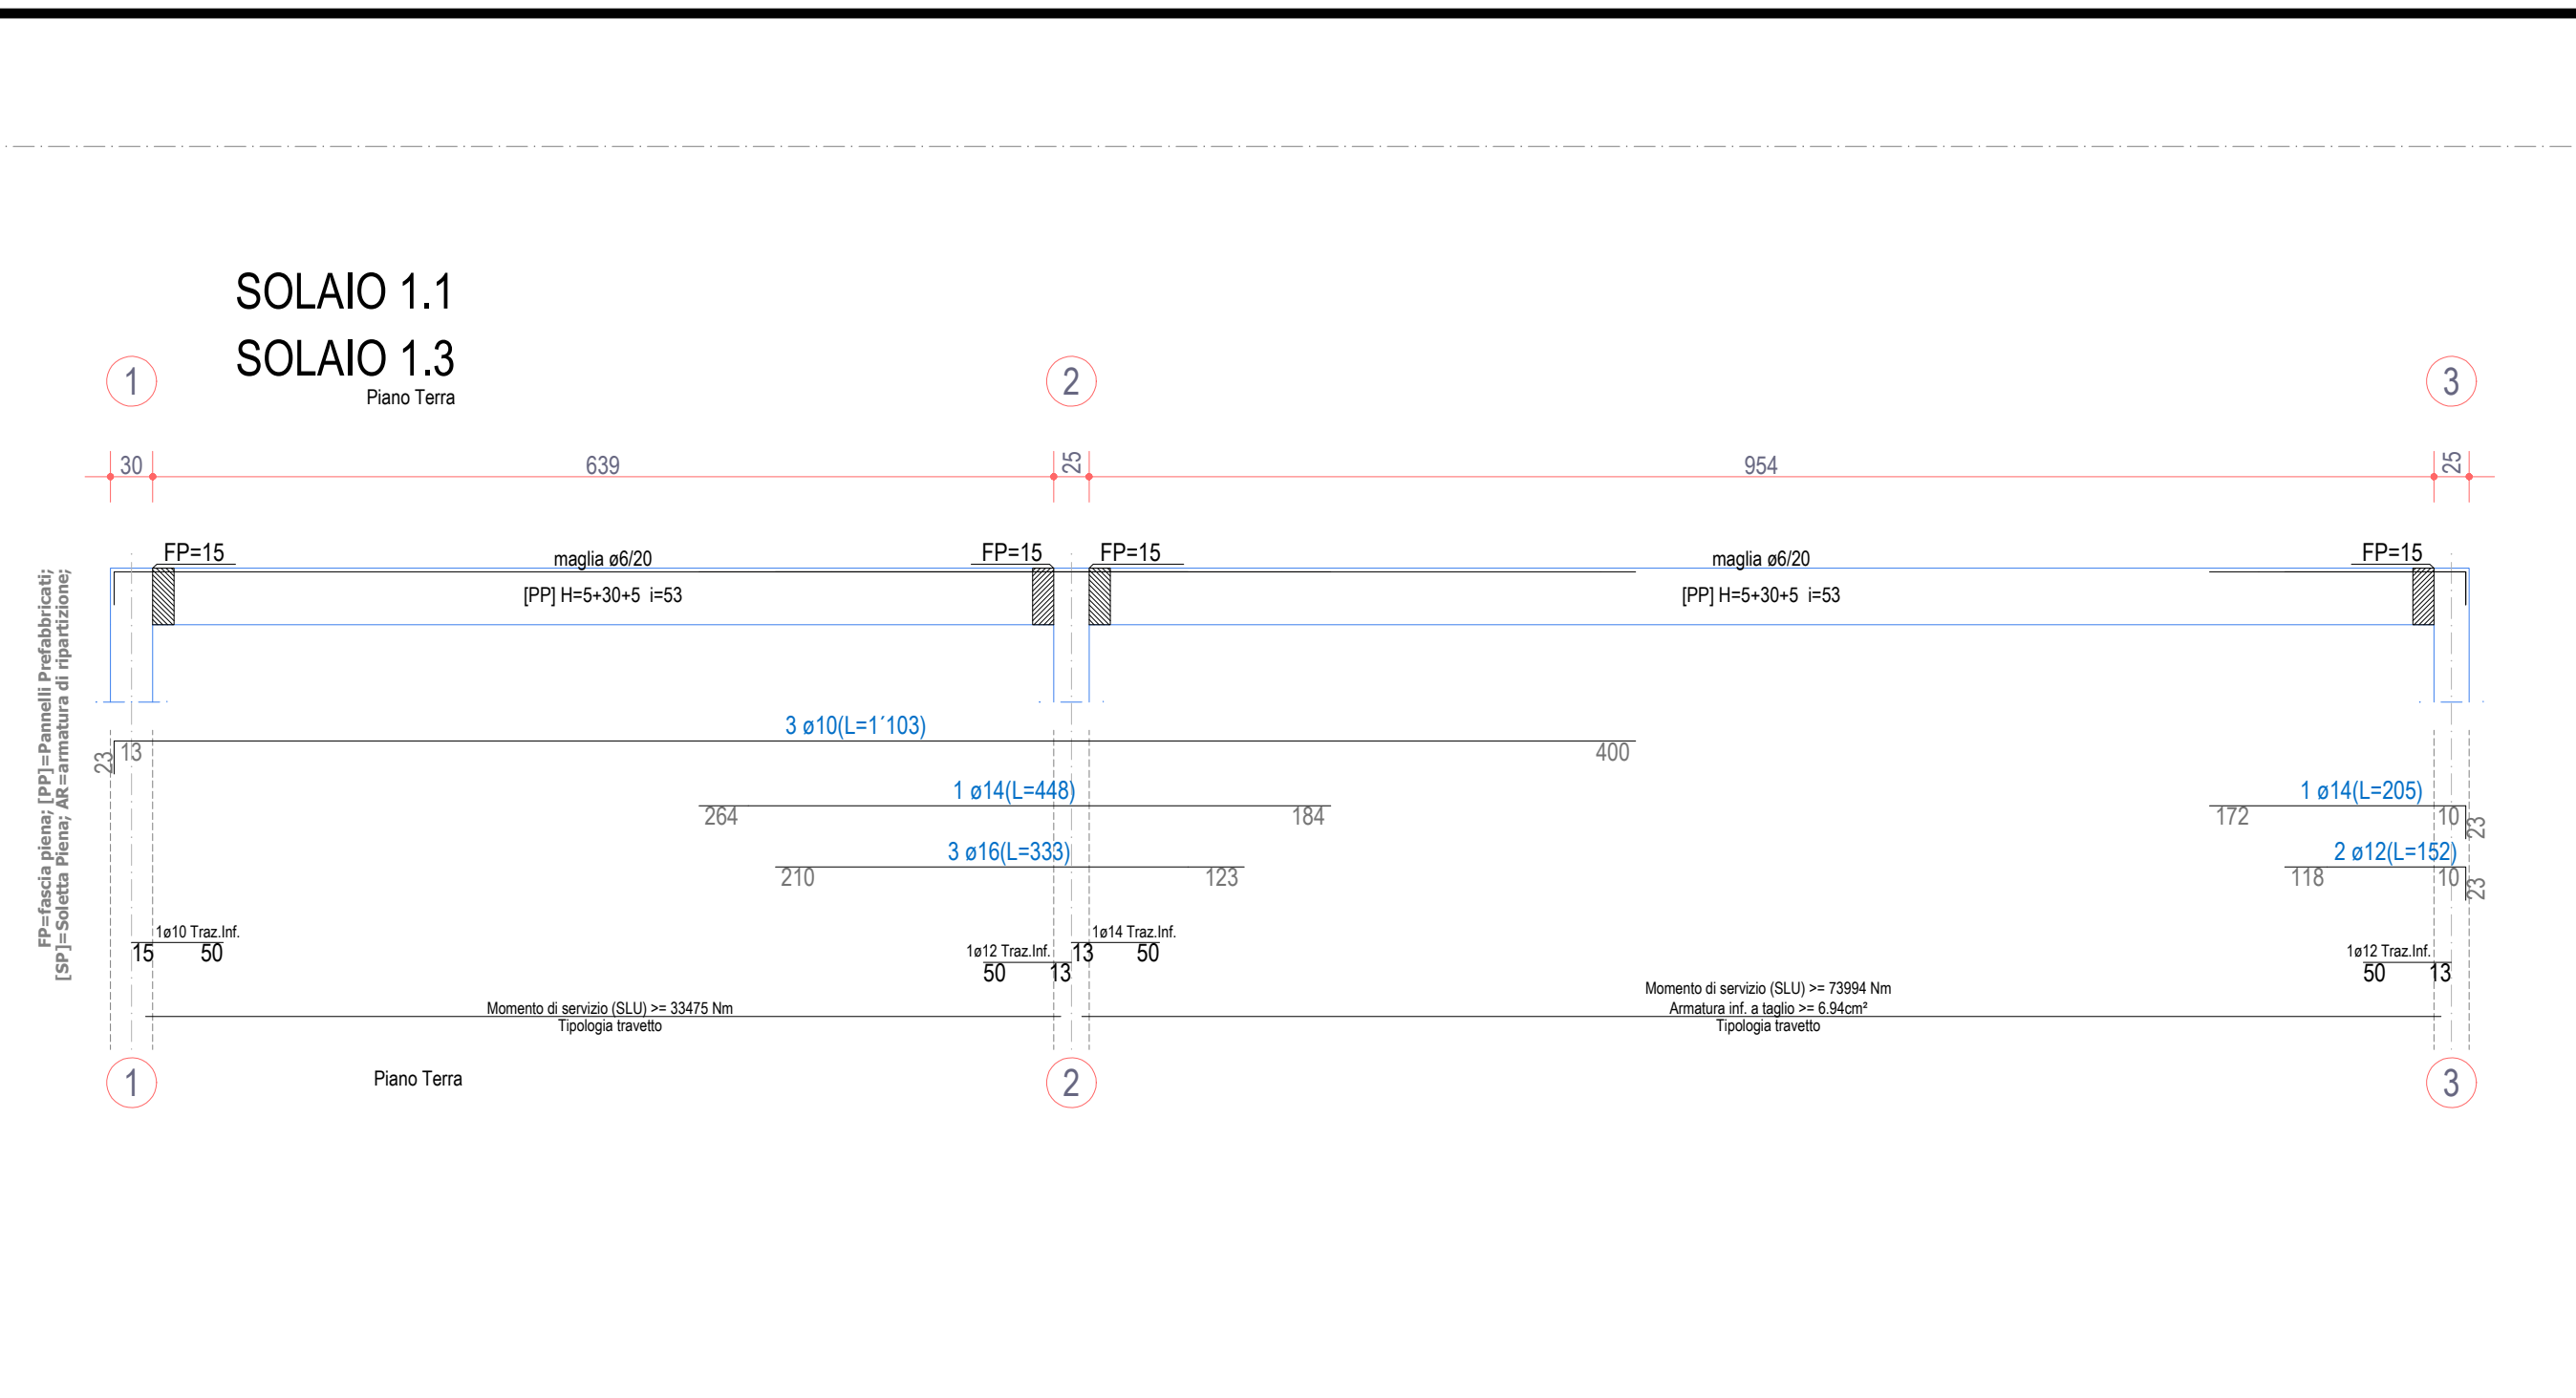 SOLAIO 1.1
SOLAIO 1.3
Piano Terra
1
2
3
30
639
25
954
25
FP=15
maglia ø6/20
FP=15
FP=15
maglia ø6/20
FP=15
[PP] H=5+30+5 i=53
[PP] H=5+30+5 i=53
FP=fascia piena; [PP]=Pannelli Prefabbricati;
[SP]=Soletta Piena; AR=armatura di ripartizione;
3 ø10(L=1´103)
23
13
400
1 ø14(L=448)
264
184
1 ø14(L=205)
172
10
23
3 ø16(L=333)
210
123
2 ø12(L=152)
118
10
23
1ø10 Traz.Inf.
15
50
1ø12 Traz.Inf.
50
13
1ø14 Traz.Inf.
13
50
1ø12 Traz.Inf.
50
13
Momento di servizio (SLU) >= 33475 Nm
Tipologia travetto
Momento di servizio (SLU) >= 73994 Nm
Armatura inf. a taglio >= 6.94cm²
Tipologia travetto
1
Piano Terra
2
3